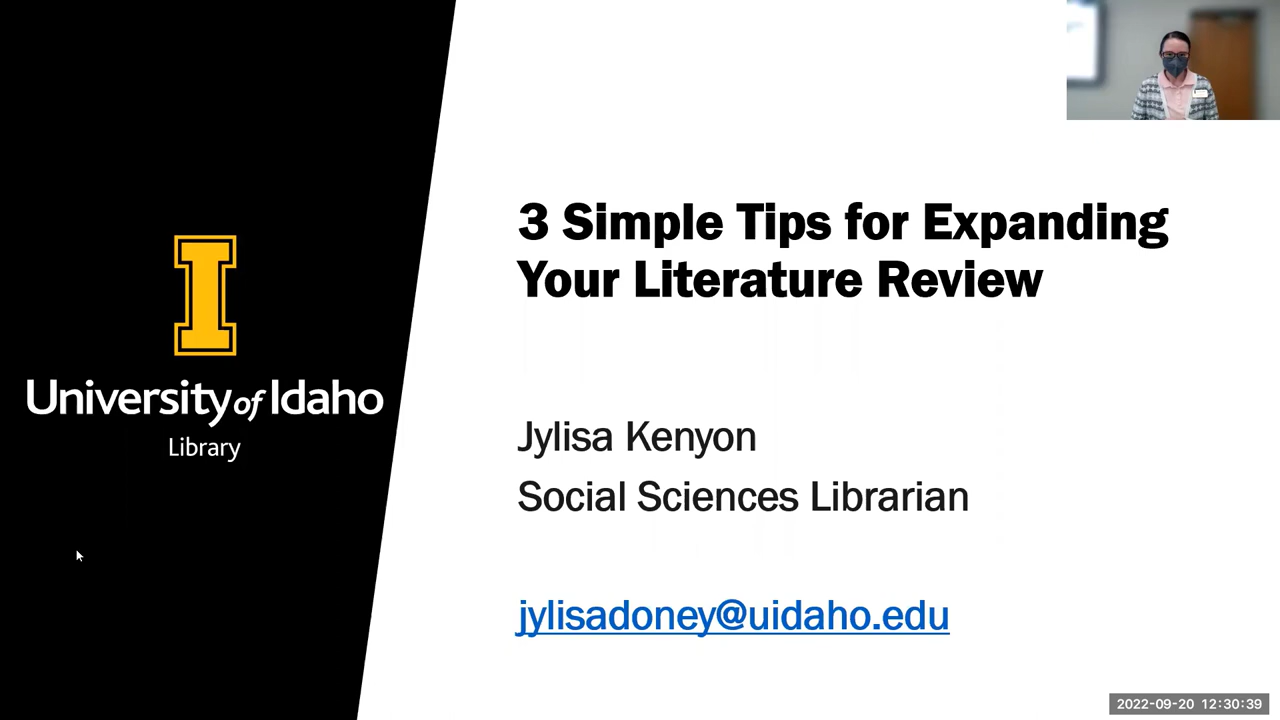 3 Simple Tips for Expanding
Your Literature Review
University of Idaho
Library
Jylisa Kenyon
Social Sciences Librarian
jylisadoney@uidaho.edu
2022-09-20 12:30:39